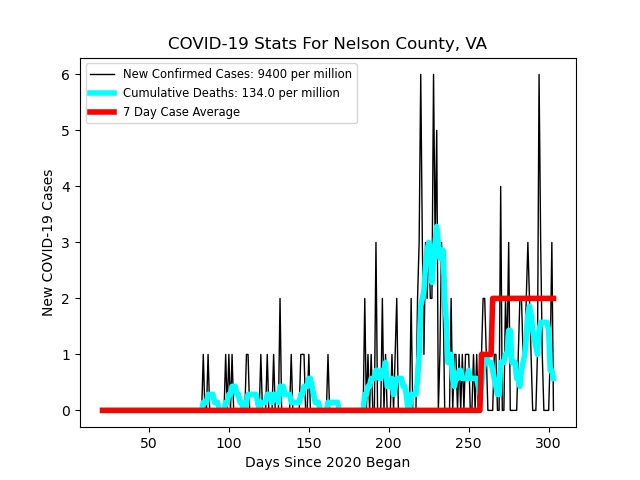 COVID-19 Stats For Nelson County, VA
New Confirmed Cases: 9400 per million
Cumulative Deaths: 134.0 per million
7 Day Case Average
New COVID-19 Cases
6
5
4
3
2
1
0
50 100 150 200 250 300
Days Since 2020 Began